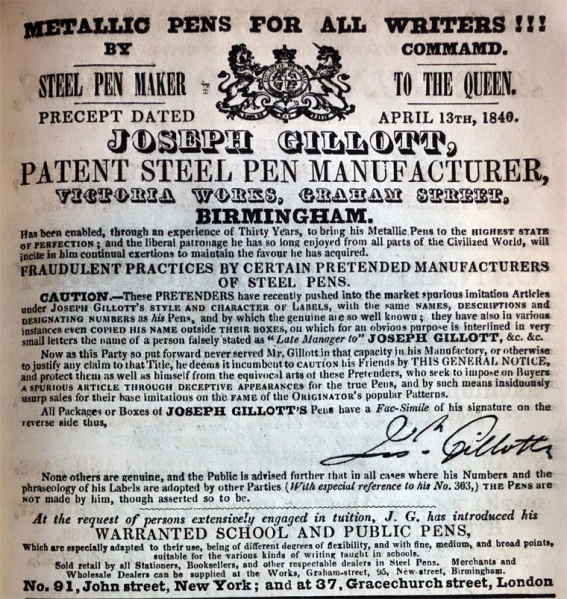 METALLIC PENS FOR ALL WRITERS!!!
BY COMMAMD.
STEEL PEN MAKER TO THE QUEEN.
PRECEPT DATED APRIL 13TH, 1840.
JOSEPH GILLOTT,
PATENT STEEL PEN MANUFACTURER,
VICTORIA WORKS, GRAHAM STREET,
BIRMINGHAM.
Has been enabled, through an experience of Thirty Years, to bring his Metallic Pens to the HIGHEST STATE
OF PERFECTION; and the liberal patronage he has so long enjoyed from all parts of the Civilized World, will
incite in him continual exertions to maintain the favour he has acquired.
FRAUDULENT PRACTICES BY CERTAIN PRETENDED MANUFACTURERS
OF STEEL PENS.
CAUTION.—These PRETENDERS have recently pushed into the market spurious imitation Articles
under JOSEPH GILLOTT'S STYLE AND CHARACTER OF LABELS, with the same NAMES, DESCRIPTIONS and
DESIGNATING NUMBERS as his Pens, and by which the genuine are so well known; they have also in various
instances even COPIED HIS NAME OUTSIDE THEIR BOXES, on which for an obvious purpose is interlined in very
small letters the name of a person falsely stated as "Late Manager to" JOSEPH GILLOTT, &c. &c.
Now as this Party so put forward never served Mr. Gillott in that capacity in his Manufactory, or otherwise
to justify any claim to that Title, he deems it incumbent to CAUTION his Friends by THIS GENERAL NOTICE,
and protect them as well as himself from the equivocal arts of these Pretenders, who seek to impose on Buyers
A SPURIOUS ARTICLE THROUGH DECEPTIVE APPEARANCES for the true Pens, and by such means insiduously
usurp sales for their base imitations on the FAME OF the ORIGINATOR'S popular Patterns.
All Packages or Boxes of JOSEPH GILLOTT'S Pens have a Fac-Simile of his signature on the
reverse side thus,
Josh. Gillott
None others are genuine, and the Public is advised further that in all cases where his Numbers and the
phraseology of his Labels are adopted by other Parties (With especial reference to his No. 303,) THE PENS are
NOT made by him, though asserted so to be.
At the request of persons extensively engaged in tuition, J. G. has introduced his
WARRANTED SCHOOL AND PUBLIC PENS,
Which are especially adapted to their use, being of different degrees of flexibility, and with fine, medium, and broad points,
suitable for the various kinds of writing taught in schools.
Sold retail by all Stationers, Booksellers, and other respectable dealers in Steel Pens. Merchants and
Wholesale Dealers can be supplied at the Works, Graham-street, 95, New-street, Birmingham.
No. 91, John street, New York; and at 37, Gracechurch street, London